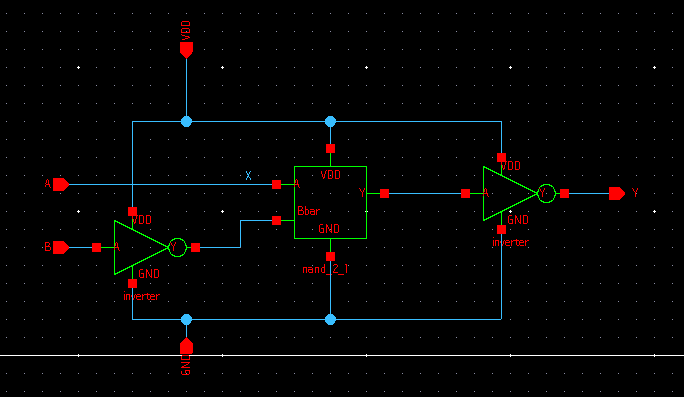 VDD
X
A
VDD
VDD
A
Y
A
Y
Y
VDD
Bbar
GND
GND
B
A
Y
GND
inverter
nand_2_1
inverter
GND